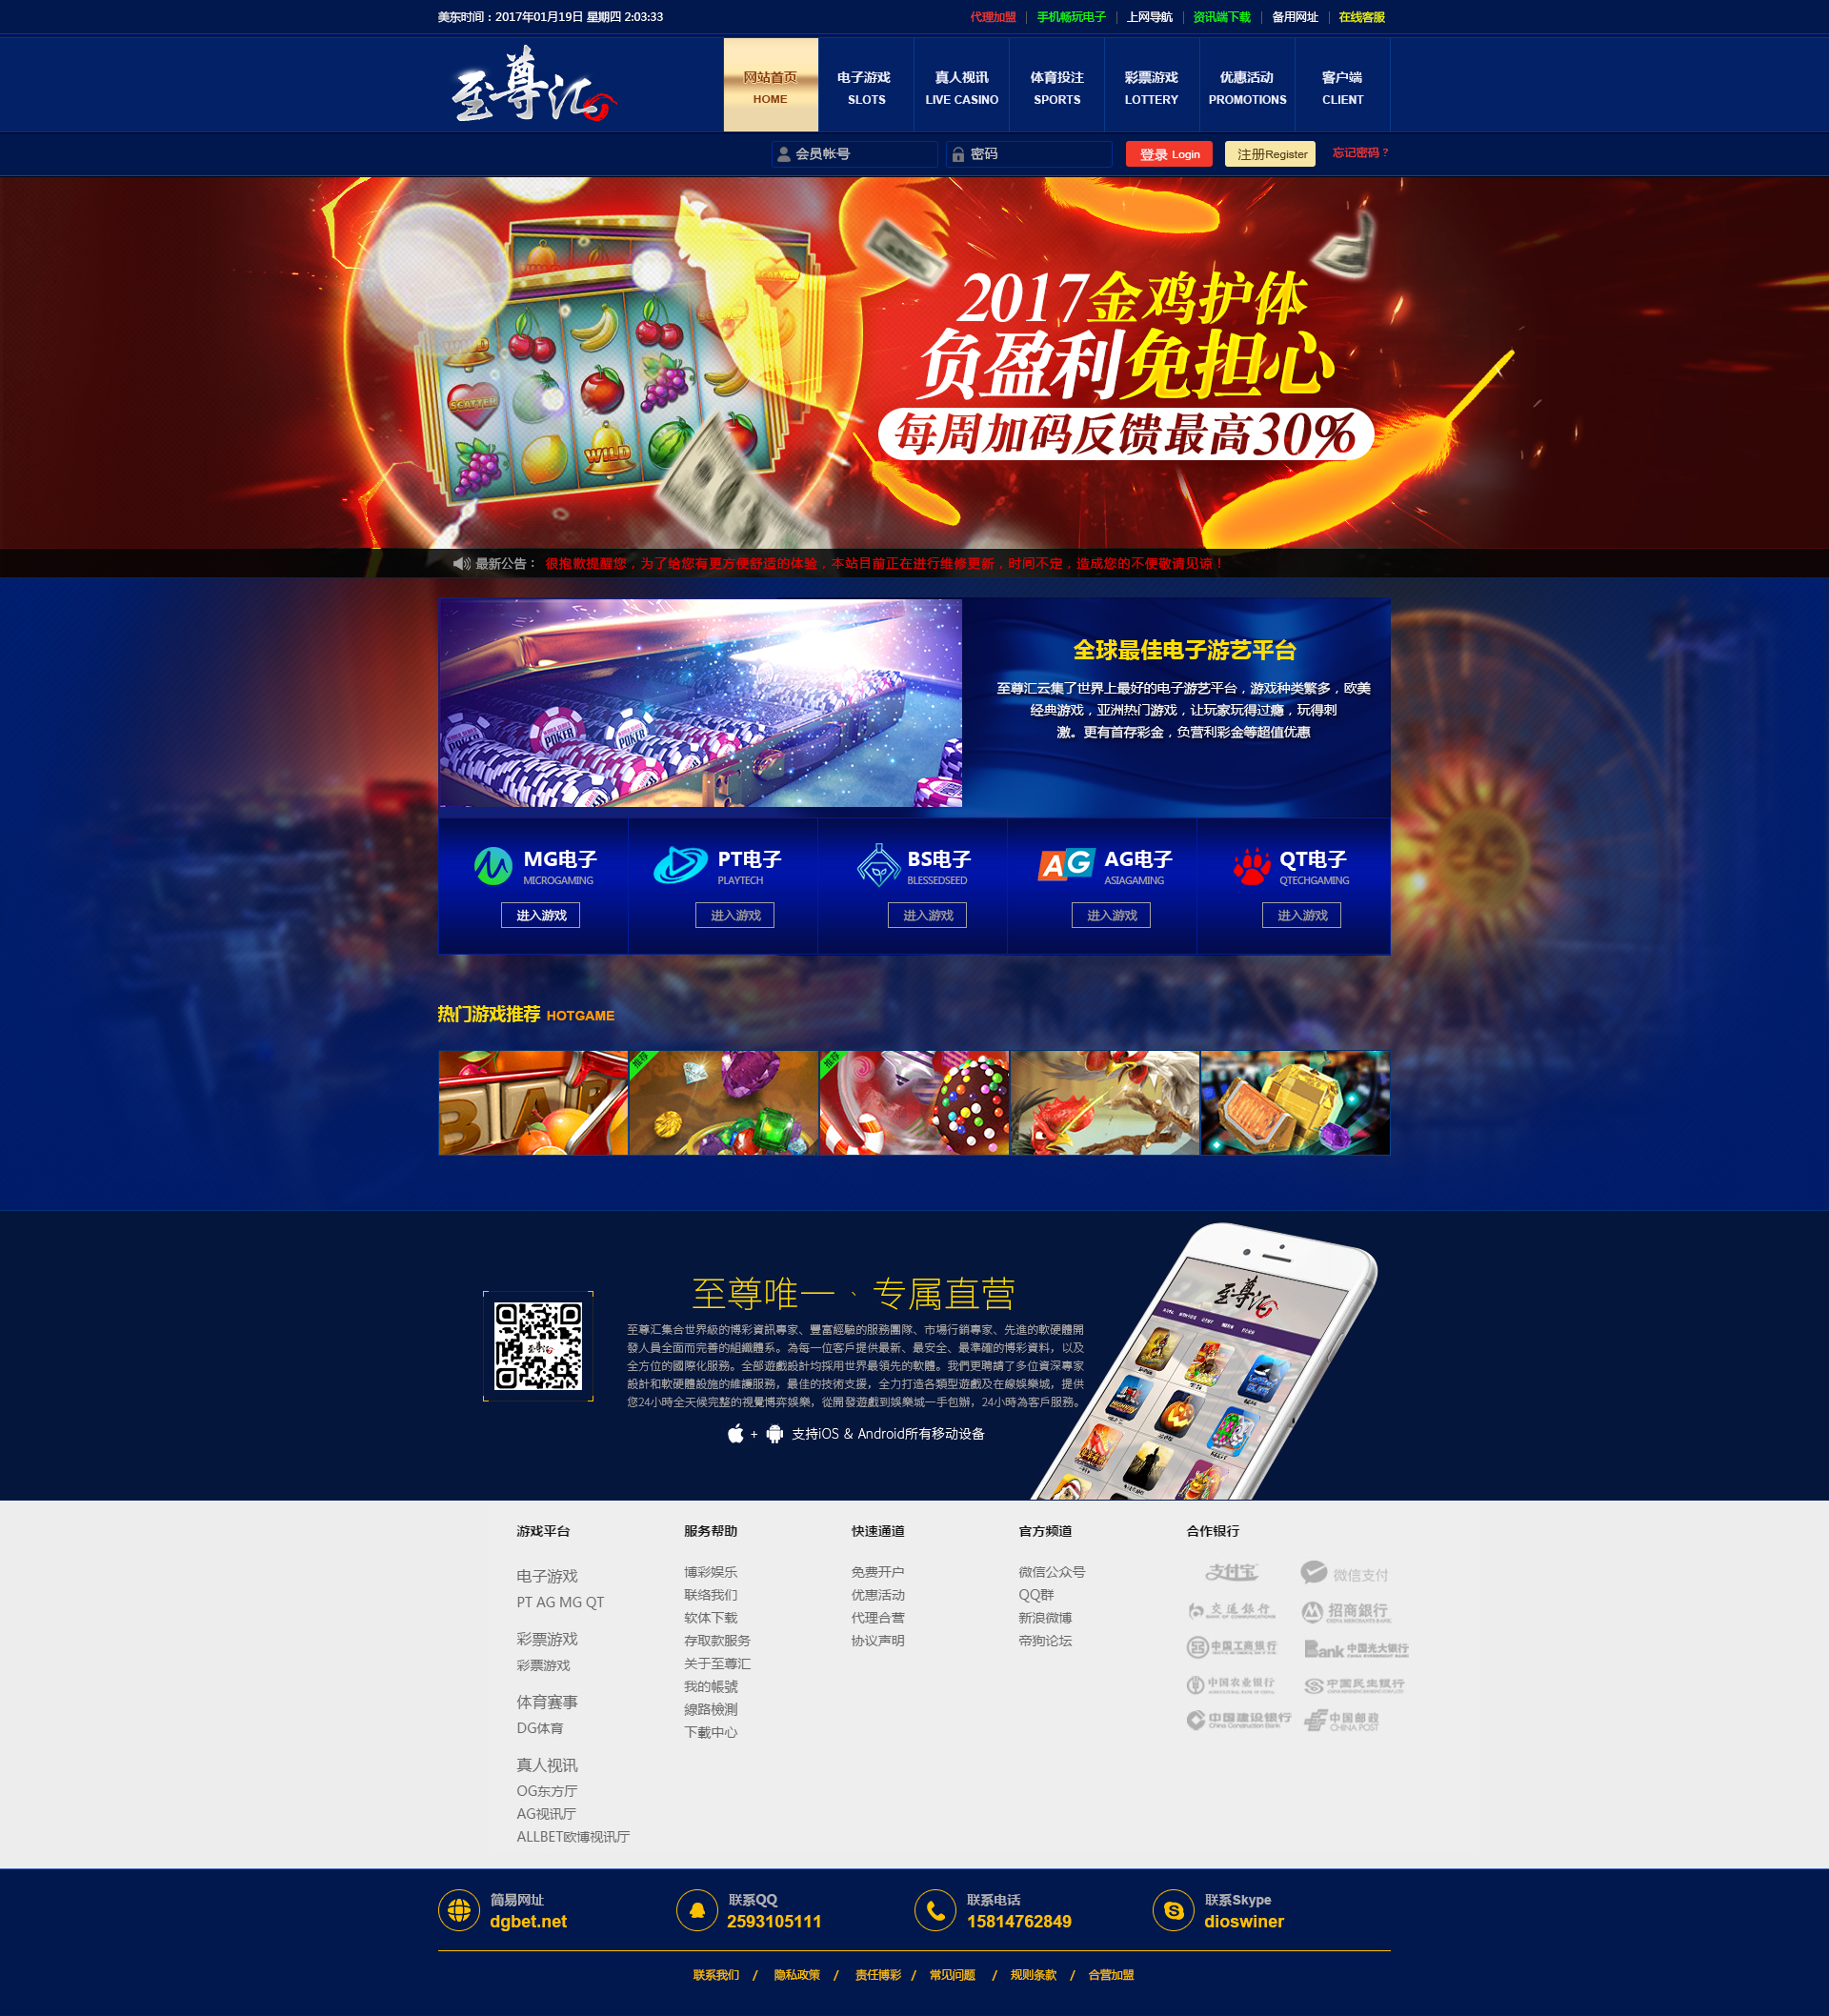 美东时间：2017年01月19日 星期四 2:03:33
代理加盟 | 手机畅玩电子 | 上网导航 | 资讯端下载 | 备用网址 | 在线客服
至尊汇
网站首页 电子游戏 真人视讯 体育投注 彩票游戏 优惠活动 客户端
HOME SLOTS LIVE CASINO SPORTS LOTTERY PROMOTIONS CLIENT
会员帐号 密码 登录 Login 注册Register 忘记密码？
2017金鸡护体
负盈利免担心
每周加码反馈最高30%
SCATTER
WILD
最新公告： 很抱歉提醒您，为了给您有更方便舒适的体验，本站目前正在进行维修更新，时间不定，造成您的不便敬请见谅！
POKER
POKER
POKER
全球最佳电子游艺平台
至尊汇云集了世界上最好的电子游艺平台，游戏种类繁多，欧美
经典游戏，亚洲热门游戏，让玩家玩得过瘾，玩得刺
激。更有首存彩金，负营利彩金等超值优惠
MG电子 PT电子 BS电子 AG AG电子 QT电子
MICROGAMING PLAYTECH BLESSEDSEED ASIAGAMING QTECHGAMING
进入游戏 进入游戏 进入游戏 进入游戏 进入游戏
热门游戏推荐 HOTGAME
推荐 推荐
BAR
至尊唯一、专属直营
至尊汇集合世界級的博彩資訊專家、豐富經驗的服務團隊、市場行銷專家、先進的軟硬體開
發人員全面而完善的組織體系。為每一位客戶提供最新、最安全、最準確的博彩資料，以及
全方位的國際化服務。全部遊戲設計均採用世界最領先的軟體。我們更聘請了多位資深專家
設計和軟硬體設施的維護服務，最佳的技術支援，全力打造各類型遊戲及在線娛樂城，提供
您24小時全天候完整的視覺博弈娛樂，從開發遊戲到娛樂城一手包辦，24小時為客戶服務。
+ 支持iOS & Android所有移动设备
至尊汇
至尊汇
游戏平台 服务帮助 快速通道 官方频道 合作银行
电子游戏
PT AG MG QT
彩票游戏
彩票游戏
体育赛事
DG体育
真人视讯
OG东方厅
AG视讯厅
ALLBET欧博视讯厅
博彩娱乐
联络我们
软体下载
存取款服务
关于至尊汇
我的帳號
線路檢測
下載中心
免费开户
优惠活动
代理合营
协议声明
微信公众号
QQ群
新浪微博
帝狗论坛
支付宝 微信支付
交通银行 招商銀行
BANK OF COMMUNICATIONS CHINA MERCHANTS BANK
中国工商银行 Bank 中国光大银行
中国农业银行 中国民生银行
AGRICULTURAL BANK OF CHINA
中国建设银行 中国邮政
China Construction Bank CHINA POST
简易网址 联系QQ 联系电话 联系Skype
dgbet.net 2593105111 15814762849 dioswiner
联系我们 / 隐私政策 / 责任博彩 / 常见问题 / 规则条款 / 合营加盟